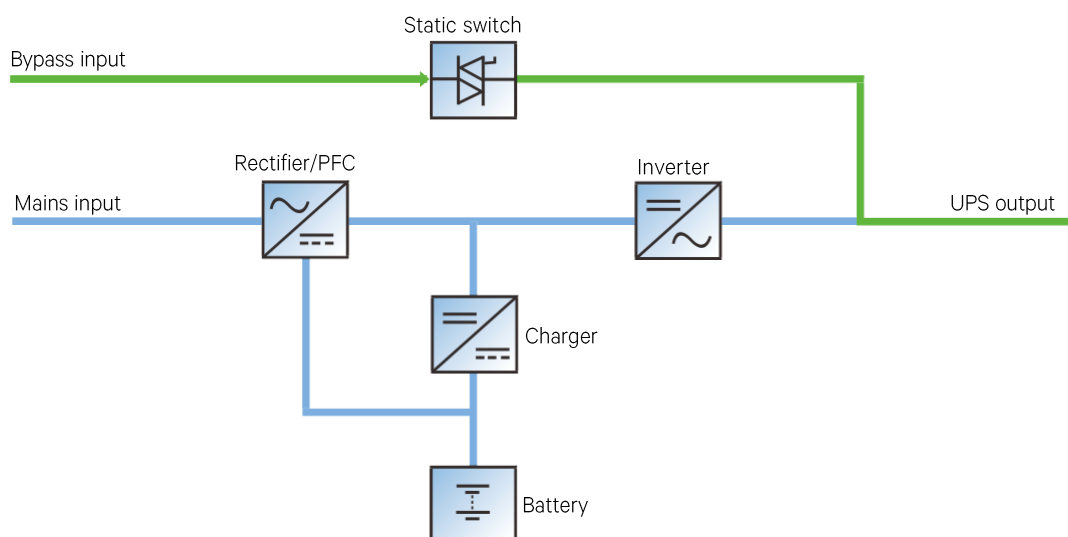 Static switch
Bypass input
Rectifier/PFC
Inverter
Mains input
UPS output
Charger
Battery